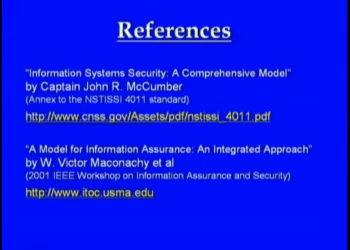 References
"Information Systems Security: A Comprehensive Model"
by Captain John R. McCumber
(Annex to the NSTISSI 4011 standard)
http://www.cnss.gov/Assets/pdf/nstissi_4011.pdf
"A Model for Information Assurance: An Integrated Approach"
by W. Victor Maconachy et al
(2001 IEEE Workshop on Information Assurance and Security)
http://www.itoc.usma.edu